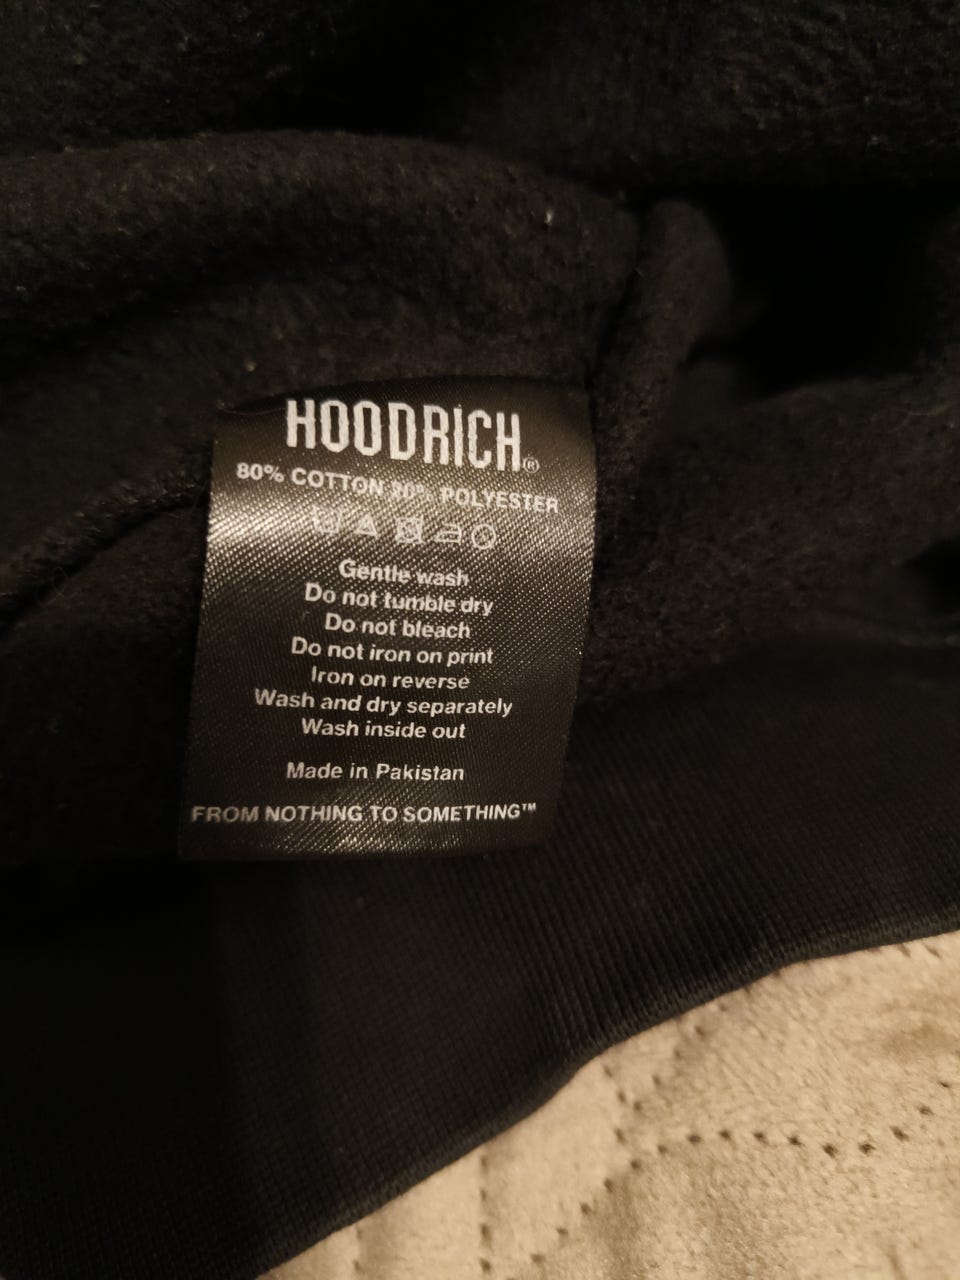 HOODRICH®
80% COTTON 20% POLYESTER
Gentle wash
Do not tumble dry
Do not bleach
Do not iron on print
Iron on reverse
Wash and dry separately
Wash inside out
Made in Pakistan
FROM NOTHING TO SOMETHING™